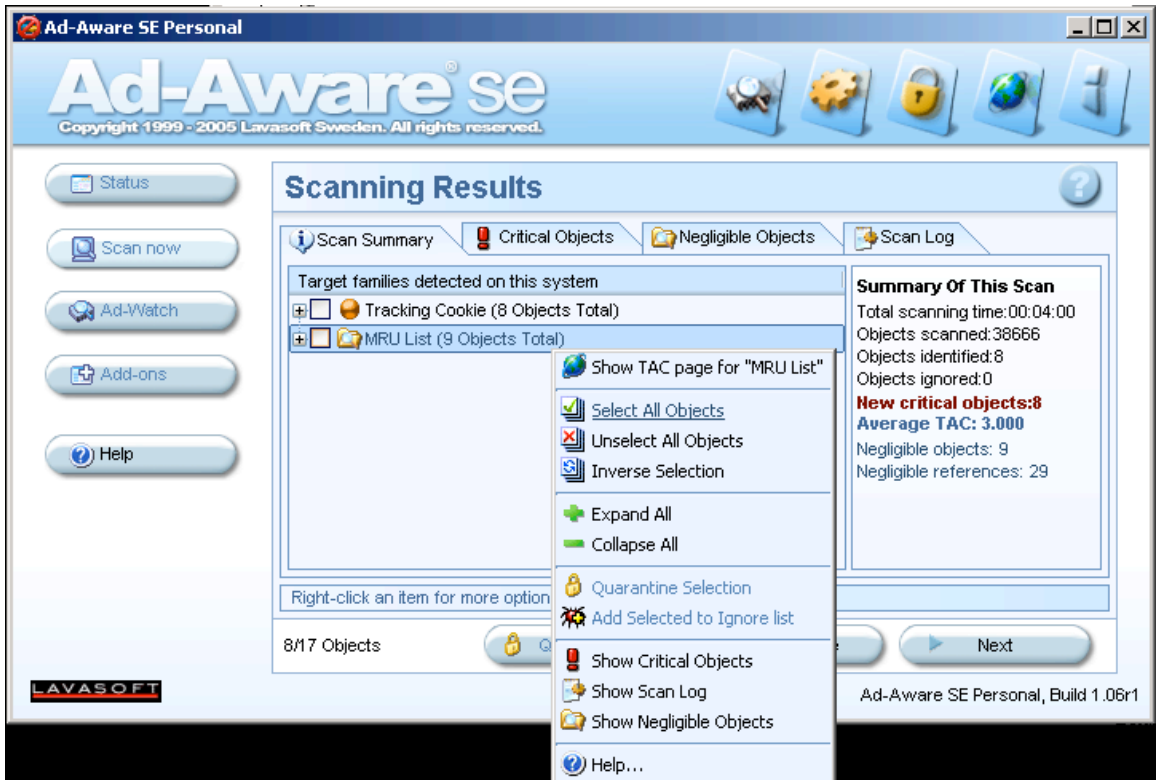 Ad-Aware SE Personal
Ad-Aware® se
Copyright 1999 - 2005 Lavasoft Sweden. All rights reserved.
Status
Scan now
Ad-Watch
Add-ons
Help
Scanning Results
Scan Summary
Critical Objects
Negligible Objects
Scan Log
Target families detected on this system
Tracking Cookie (8 Objects Total)
MRU List (9 Objects Total)
Summary Of This Scan
Total scanning time:00:04:00
Objects scanned:38666
Objects identified:8
Objects ignored:0
New critical objects:8
Average TAC: 3.000
Negligible objects: 9
Negligible references: 29
Show TAC page for "MRU List"
Select All Objects
Unselect All Objects
Inverse Selection
Expand All
Collapse All
Quarantine Selection
Add Selected to Ignore list
Show Critical Objects
Show Scan Log
Show Negligible Objects
Help...
Right-click an item for more option
8/17 Objects
Next
LAVASOFT
Ad-Aware SE Personal, Build 1.06r1